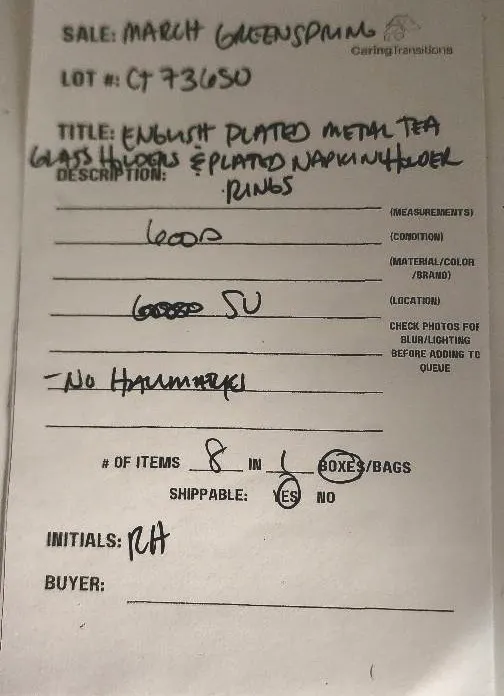 SALE: MARCH GREENSPRING
CaringTransitions
LOT #: CT 7365U
TITLE: ENGLISH PLATED METAL TEA
GLASS HOLDERS & PLATED NAPKIN HOLDER
DESCRIPTION:
RINGS
(MEASUREMENTS)
GOOD (CONDITION)
(MATERIAL/COLOR
/BRAND)
SU (LOCATION)
CHECK PHOTOS FOR
BLUR/LIGHTING
BEFORE ADDING TO
QUEUE
- NO HALLMARKS
# OF ITEMS 8 IN 1 BOXES/BAGS
SHIPPABLE: YES NO
INITIALS: RH
BUYER: